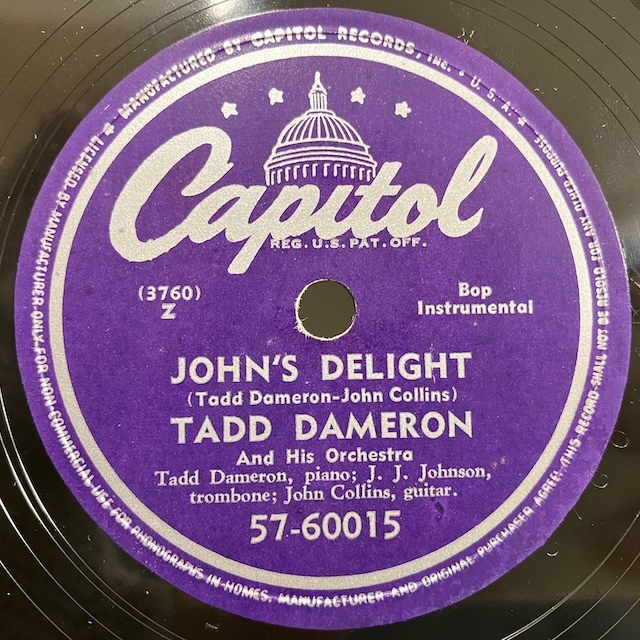 MANUFACTURED BY CAPITOL RECORDS, INC. • U.S.A.
Capitol
REG. U.S. PAT. OFF.
(3760)
Z
Bop
Instrumental
JOHN'S DELIGHT
(Tadd Dameron-John Collins)
TADD DAMERON
And His Orchestra
Tadd Dameron, piano; J. J. Johnson,
trombone; John Collins, guitar.
57-60015
LICENSED BY MANUFACTURER ONLY FOR NON-COMMERCIAL USE FOR PHONOGRAPHS IN HOMES. MANUFACTURER AND ORIGINAL PURCHASER AGREE: THIS RECORD SHALL NOT BE RESOLD FOR ANY OTHER PURPOSE